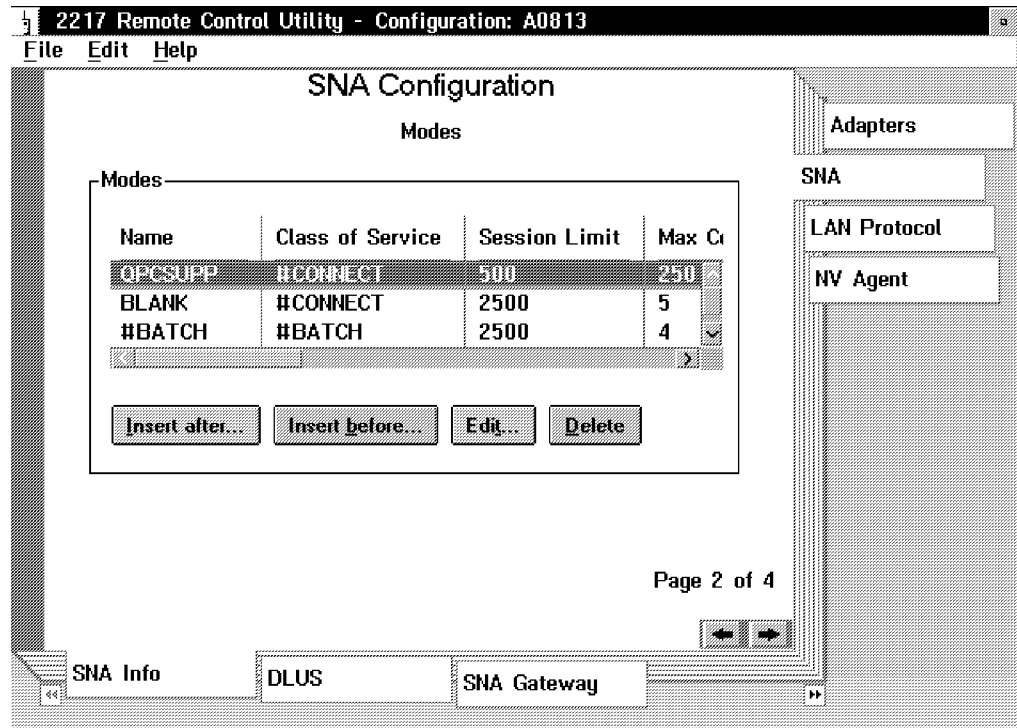 2217 Remote Control Utility - Configuration: A0813
File Edit Help
SNA Configuration
Modes
Adapters
SNA
LAN Protocol
NV Agent
Modes
Name Class of Service Session Limit Max
QPCSUPP #CONNECT 500 250
BLANK #CONNECT 2500 5
#BATCH #BATCH 2500 4
Insert after... Insert before... Edit... Delete
Page 2 of 4
SNA Info DLUS SNA Gateway